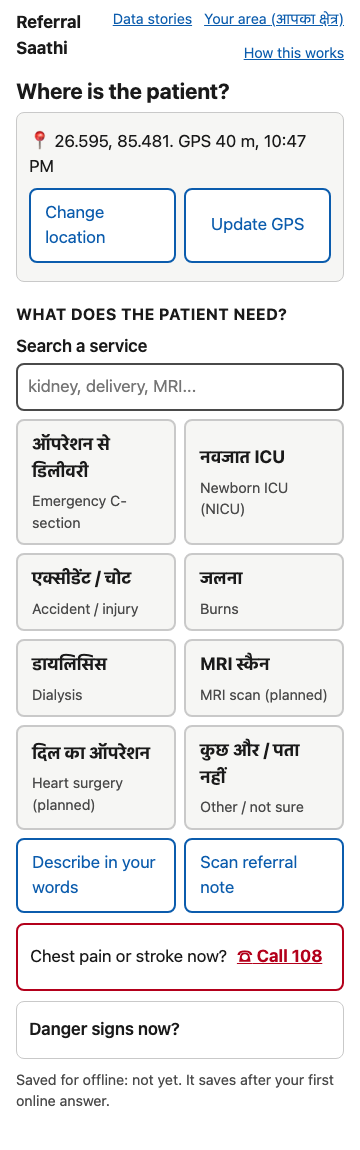 Referral Saathi
Data stories
Your area (आपका क्षेत्र)
How this works
Where is the patient?
📍 26.595, 85.481. GPS 40 m, 10:47
PM
Change
location
Update GPS
WHAT DOES THE PATIENT NEED?
Search a service
kidney, delivery, MRI...
ऑपरेशन से
डिलीवरी
Emergency C-
section
नवजात ICU
Newborn ICU
(NICU)
एक्सीडेंट / चोट
Accident / injury
जलना
Burns
डायलिसिस
Dialysis
MRI स्कैन
MRI scan (planned)
दिल का ऑपरेशन
Heart surgery
(planned)
कुछ और / पता
नहीं
Other / not sure
Describe in your
words
Scan referral
note
Chest pain or stroke now? ☎ Call 108
Danger signs now?
Saved for offline: not yet. It saves after your first
online answer.